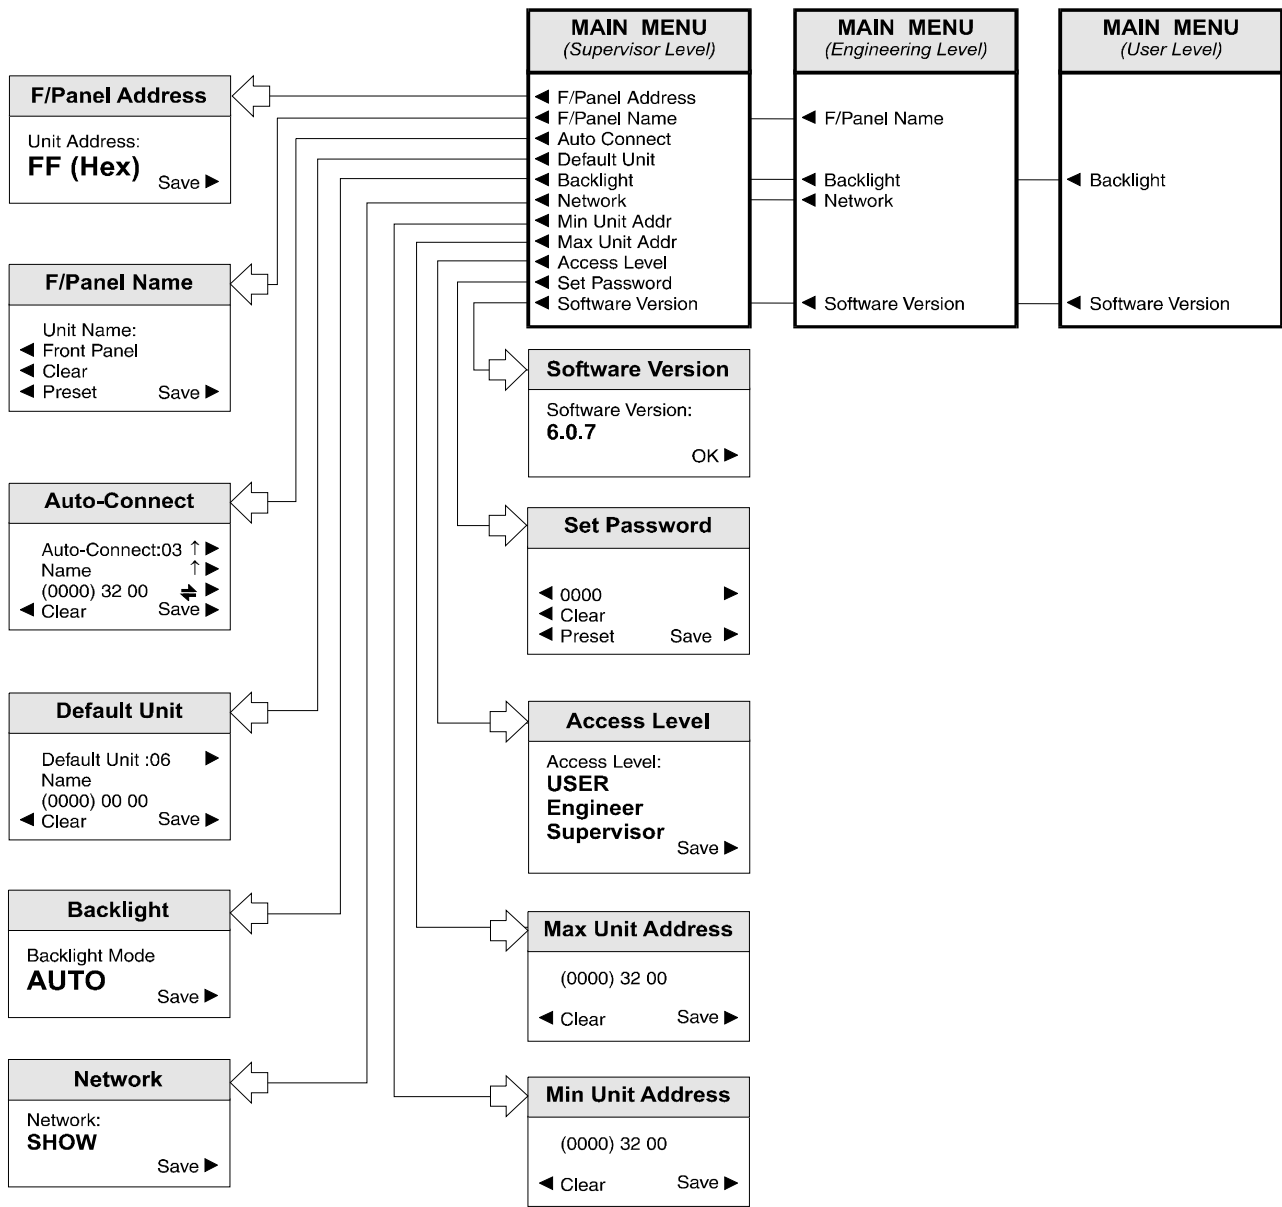 MAIN MENU
(Supervisor Level)
◀ F/Panel Address
◀ F/Panel Name
◀ Auto Connect
◀ Default Unit
◀ Backlight
◀ Network
◀ Min Unit Addr
◀ Max Unit Addr
◀ Access Level
◀ Set Password
◀ Software Version
MAIN MENU
(Engineering Level)
◀ F/Panel Name
◀ Backlight
◀ Network
◀ Software Version
MAIN MENU
(User Level)
◀ Backlight
◀ Software Version
F/Panel Address
Unit Address:
FF (Hex)
Save ▶
F/Panel Name
Unit Name:
◀ Front Panel
◀ Clear
◀ Preset Save ▶
Auto-Connect
Auto-Connect:03 ↑ ▶
Name ↑ ▶
(0000) 32 00 ⇌ ▶
◀ Clear Save ▶
Default Unit
Default Unit :06 ▶
Name
(0000) 00 00
◀ Clear Save ▶
Backlight
Backlight Mode
AUTO
Save ▶
Network
Network:
SHOW
Save ▶
Software Version
Software Version:
6.0.7
OK ▶
Set Password
◀ 0000 ▶
◀ Clear
◀ Preset Save ▶
Access Level
Access Level:
USER
Engineer
Supervisor
Save ▶
Max Unit Address
(0000) 32 00
◀ Clear Save ▶
Min Unit Address
(0000) 32 00
◀ Clear Save ▶